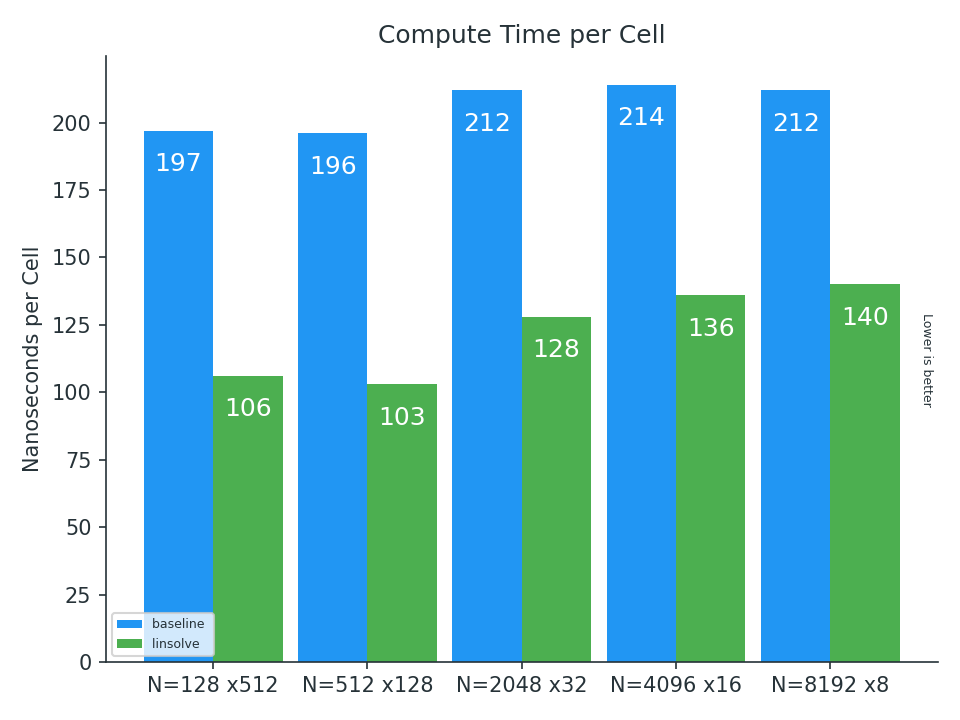 Compute Time per Cell
Nanoseconds per Cell
200
175
150
125
100
75
50
25
0
197
106
196
103
212
128
214
136
212
140
Lower is better
baseline
linsolve
N=128 x512
N=512 x128
N=2048 x32
N=4096 x16
N=8192 x8